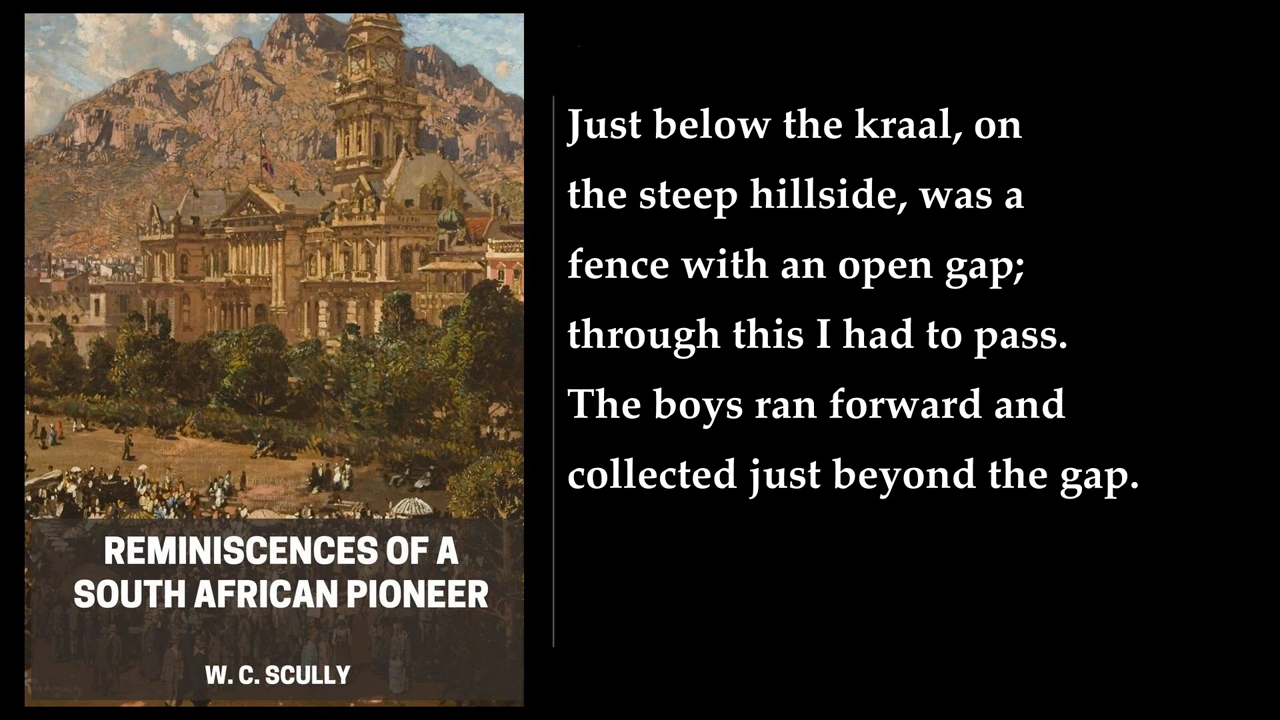 Just below the kraal, on
the steep hillside, was a
fence with an open gap;
through this I had to pass.
The boys ran forward and
collected just beyond the gap.
REMINISCENCES OF A
SOUTH AFRICAN PIONEER
W. C. SCULLY